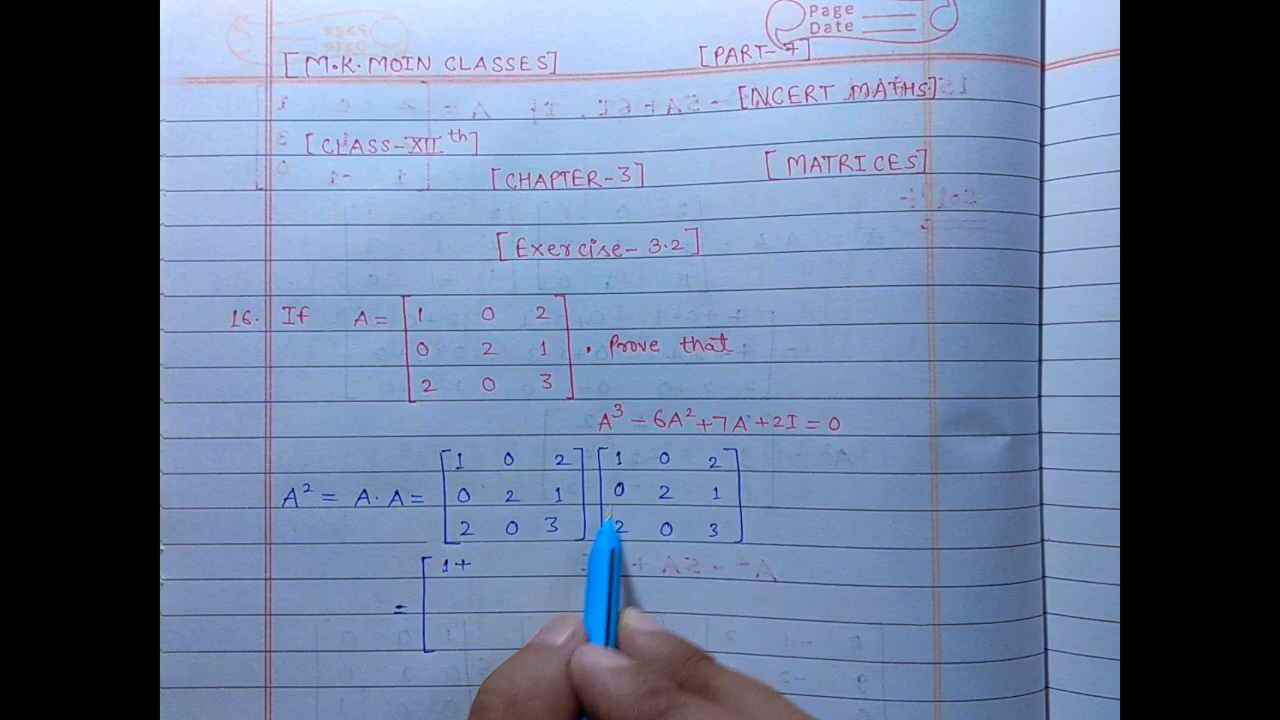 Page
Date
[M.K. MOIN CLASSES] [PART-7]
[NCERT MATHS]
[CLASS-XIIth]
[CHAPTER-3] [MATRICES]
[Exercise-3.2]
16. If A = [1 0 2
0 2 1
2 0 3]. Prove that
A³ - 6A² + 7A + 2I = 0
A² = A.A = [1 0 2 [1 0 2
0 2 1 0 2 1
2 0 3] 2 0 3]
= [1+